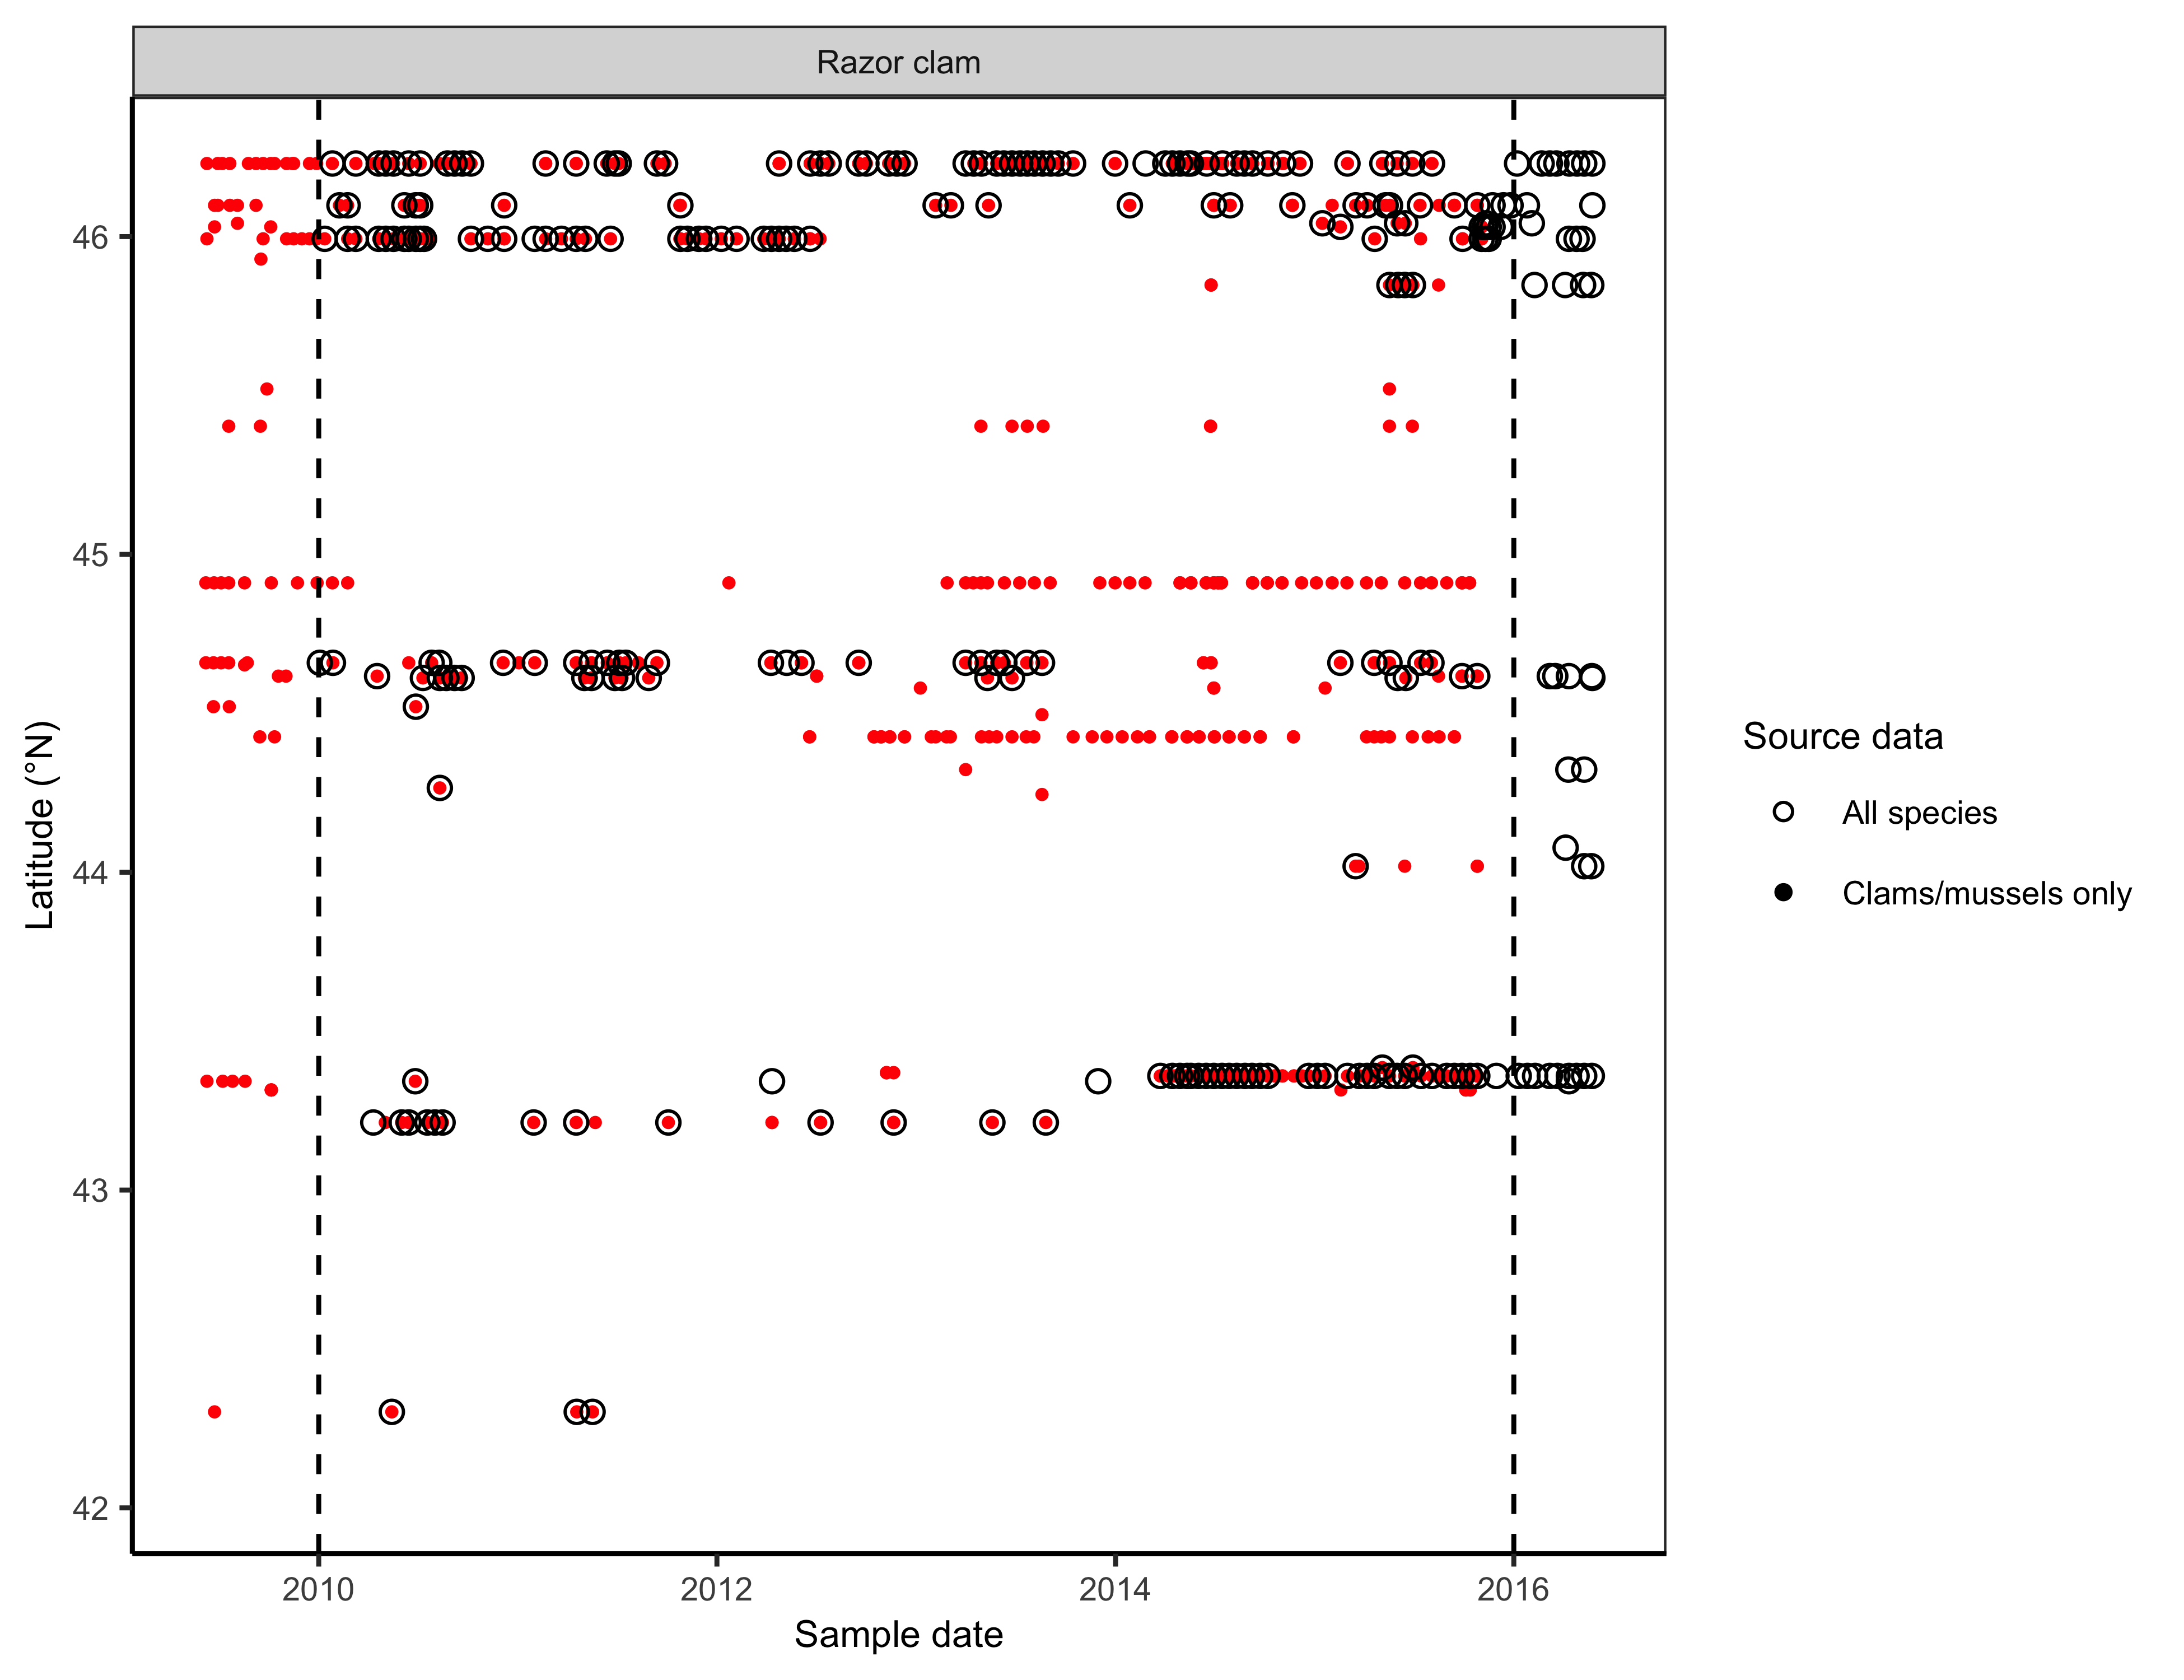 Razor clam
46
45
44
43
42
Latitude (°N)
2010
2012
2014
2016
Sample date
Source data
All species
Clams/mussels only